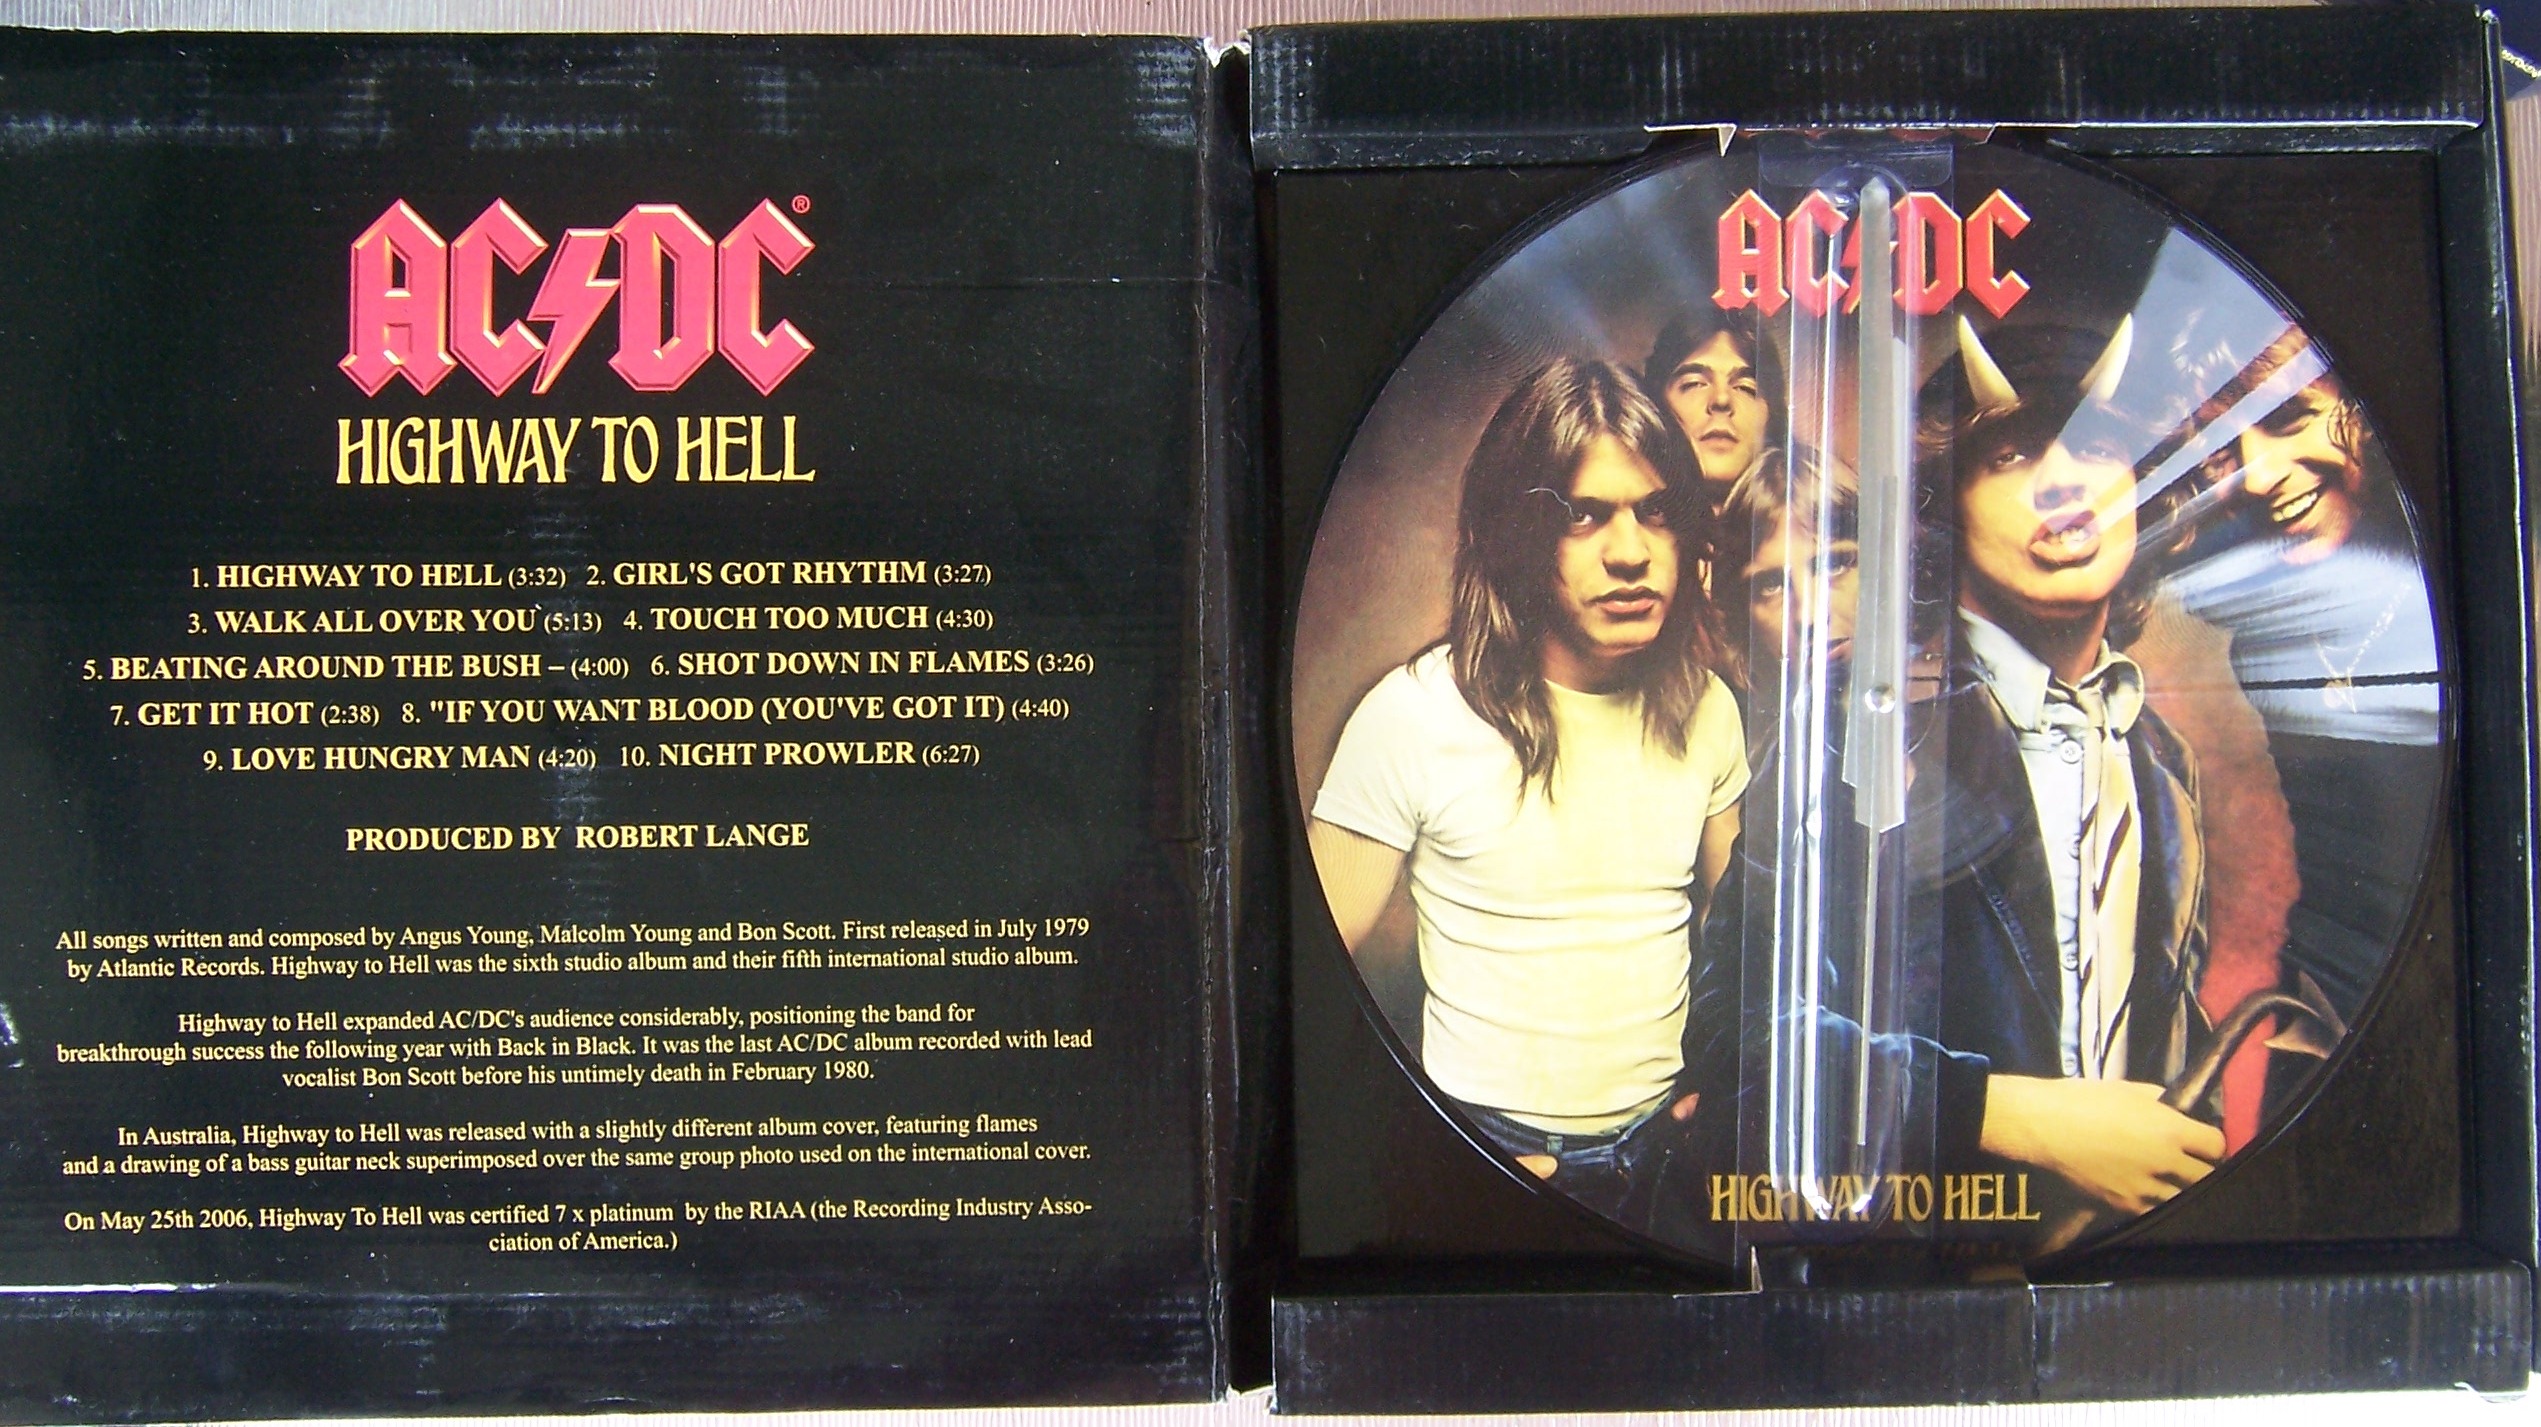 AC/DC®
HIGHWAY TO HELL
1. HIGHWAY TO HELL (3:32) 2. GIRL'S GOT RHYTHM (3:27)
3. WALK ALL OVER YOU (5:13) 4. TOUCH TOO MUCH (4:30)
5. BEATING AROUND THE BUSH – (4:00) 6. SHOT DOWN IN FLAMES (3:26)
7. GET IT HOT (2:38) 8. "IF YOU WANT BLOOD (YOU'VE GOT IT) (4:40)
9. LOVE HUNGRY MAN (4:20) 10. NIGHT PROWLER (6:27)
PRODUCED BY ROBERT LANGE
All songs written and composed by Angus Young, Malcolm Young and Bon Scott. First released in July 1979
by Atlantic Records. Highway to Hell was the sixth studio album and their fifth international studio album.
Highway to Hell expanded AC/DC's audience considerably, positioning the band for
breakthrough success the following year with Back in Black. It was the last AC/DC album recorded with lead
vocalist Bon Scott before his untimely death in February 1980.
In Australia, Highway to Hell was released with a slightly different album cover, featuring flames
and a drawing of a bass guitar neck superimposed over the same group photo used on the international cover.
On May 25th 2006, Highway To Hell was certified 7 x platinum by the RIAA (the Recording Industry Asso-
ciation of America.)
AC/DC
HIGHWAY TO HELL